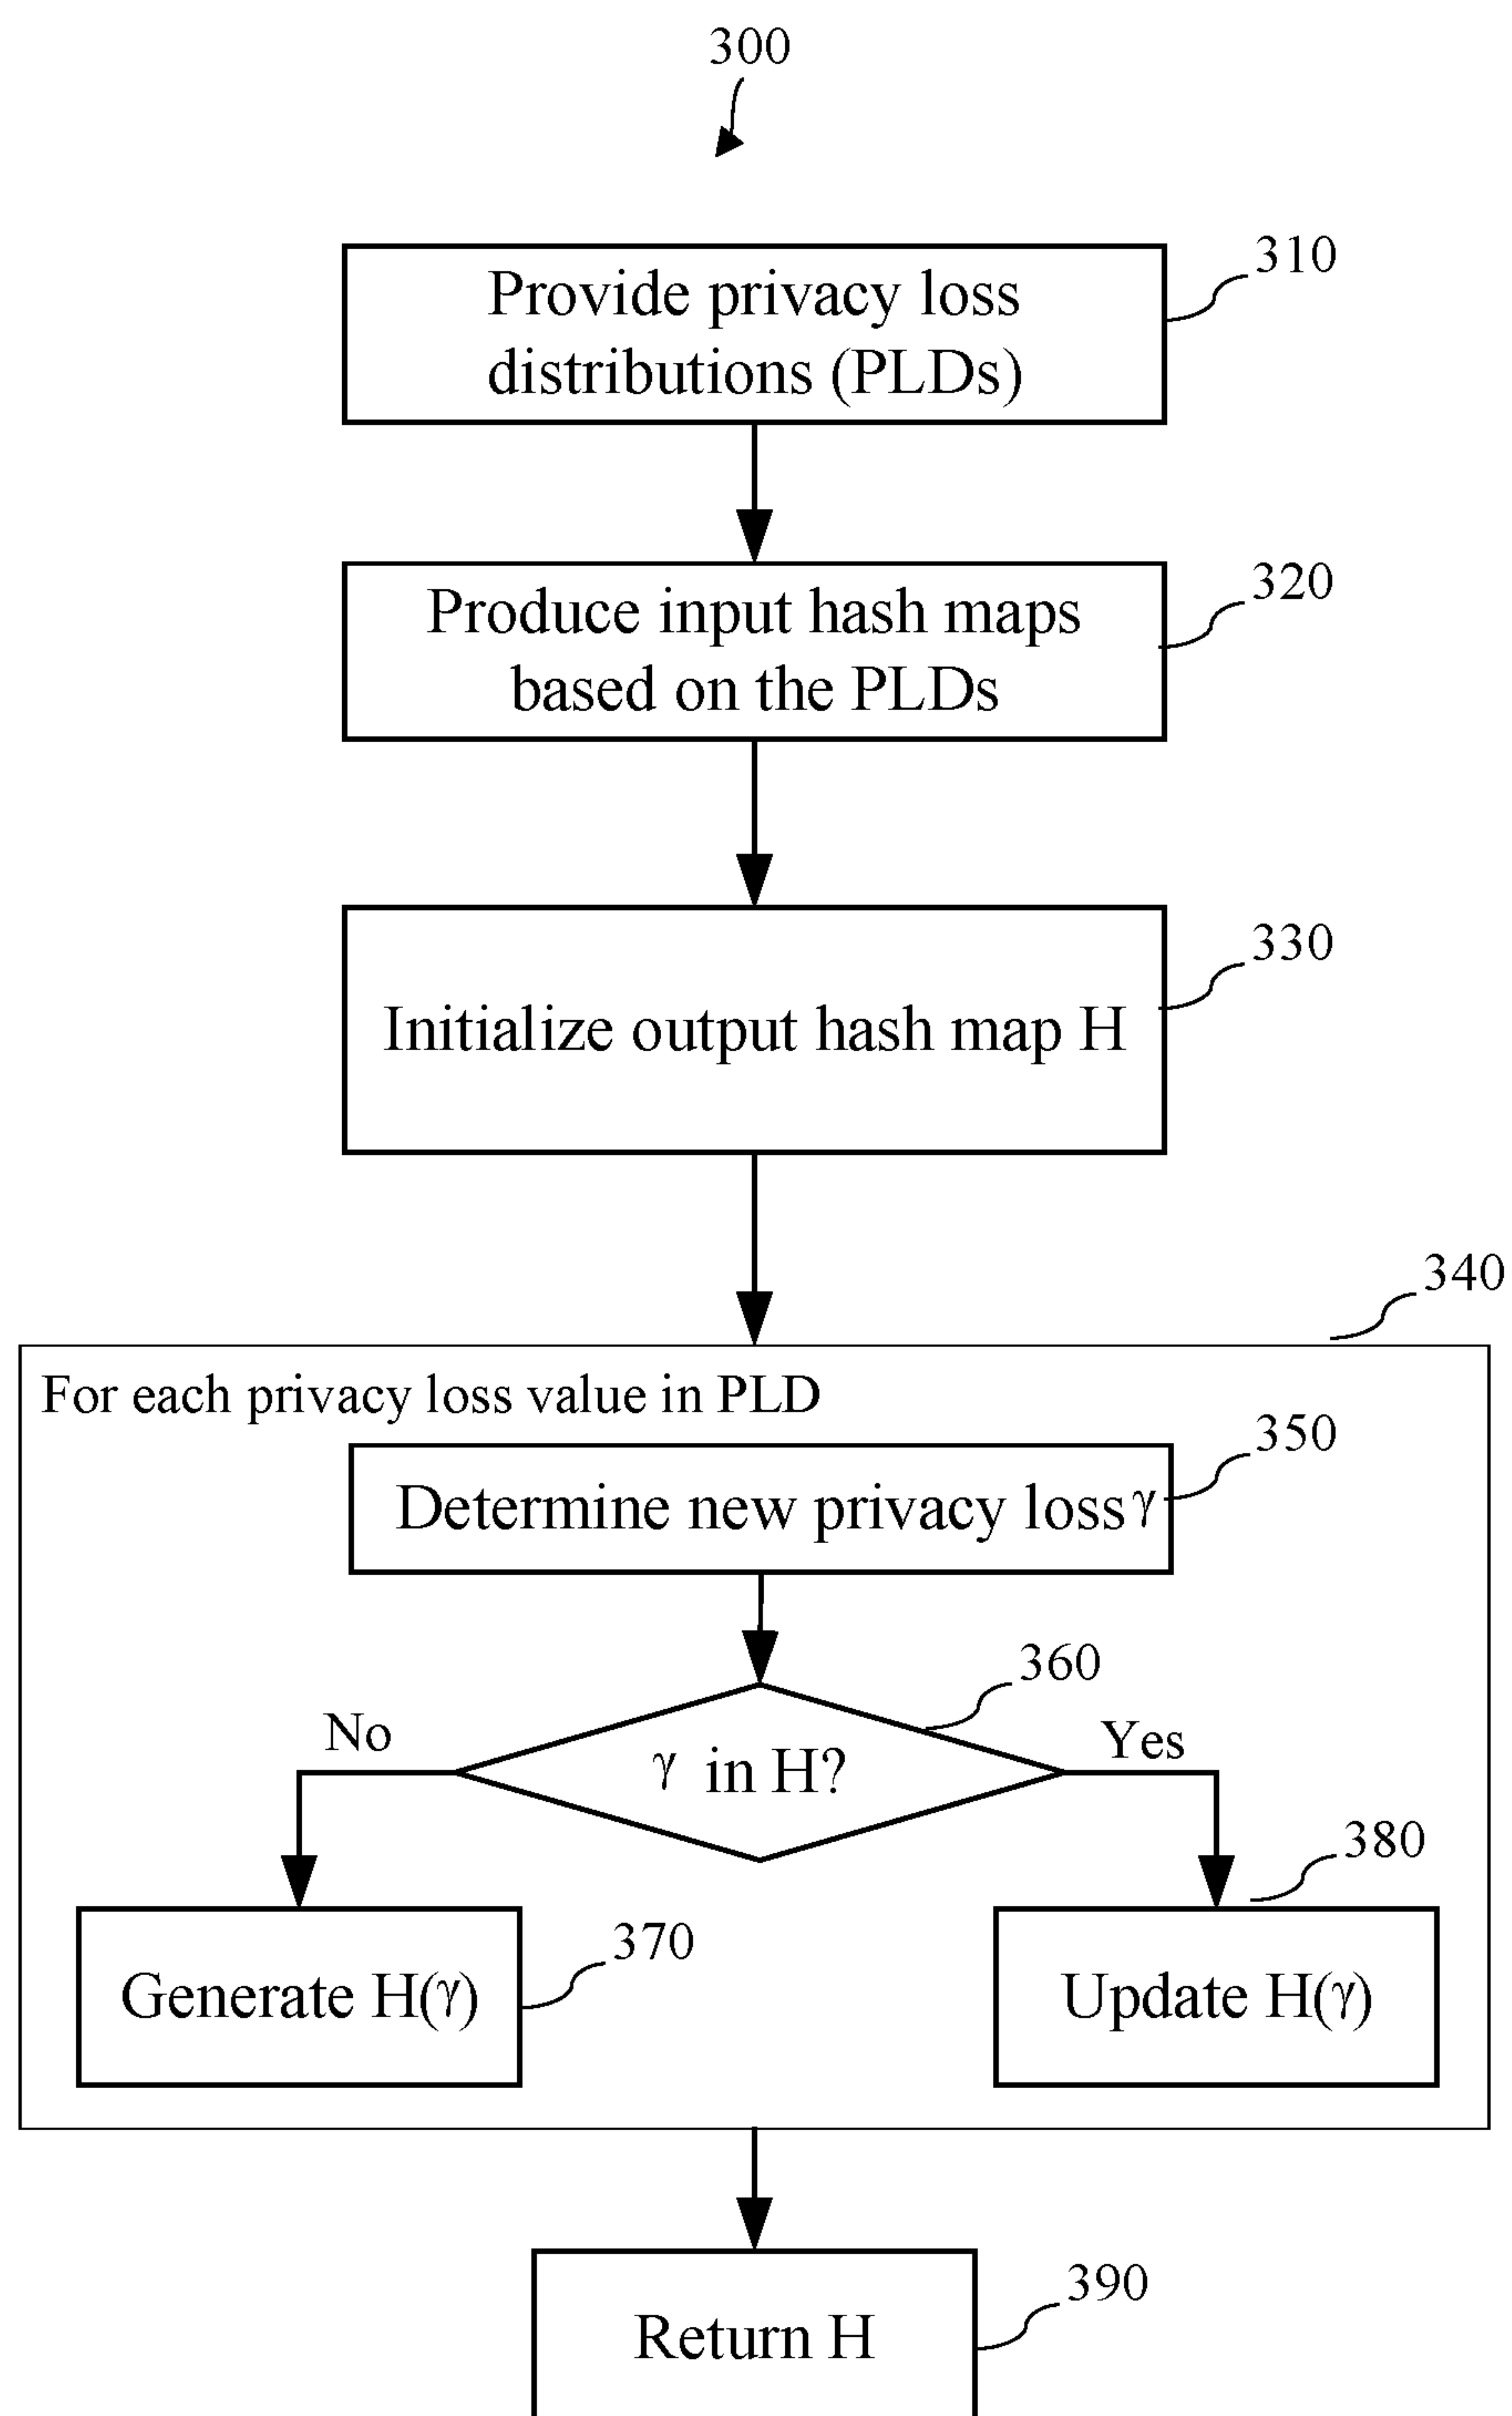 300
310
Provide privacy loss
distributions (PLDs)
320
Produce input hash maps
based on the PLDs
330
Initialize output hash map H
340
For each privacy loss value in PLD
350
Determine new privacy loss γ
360
No
Yes
γ in H?
380
370
Generate H(γ)
Update H(γ)
390
Return H